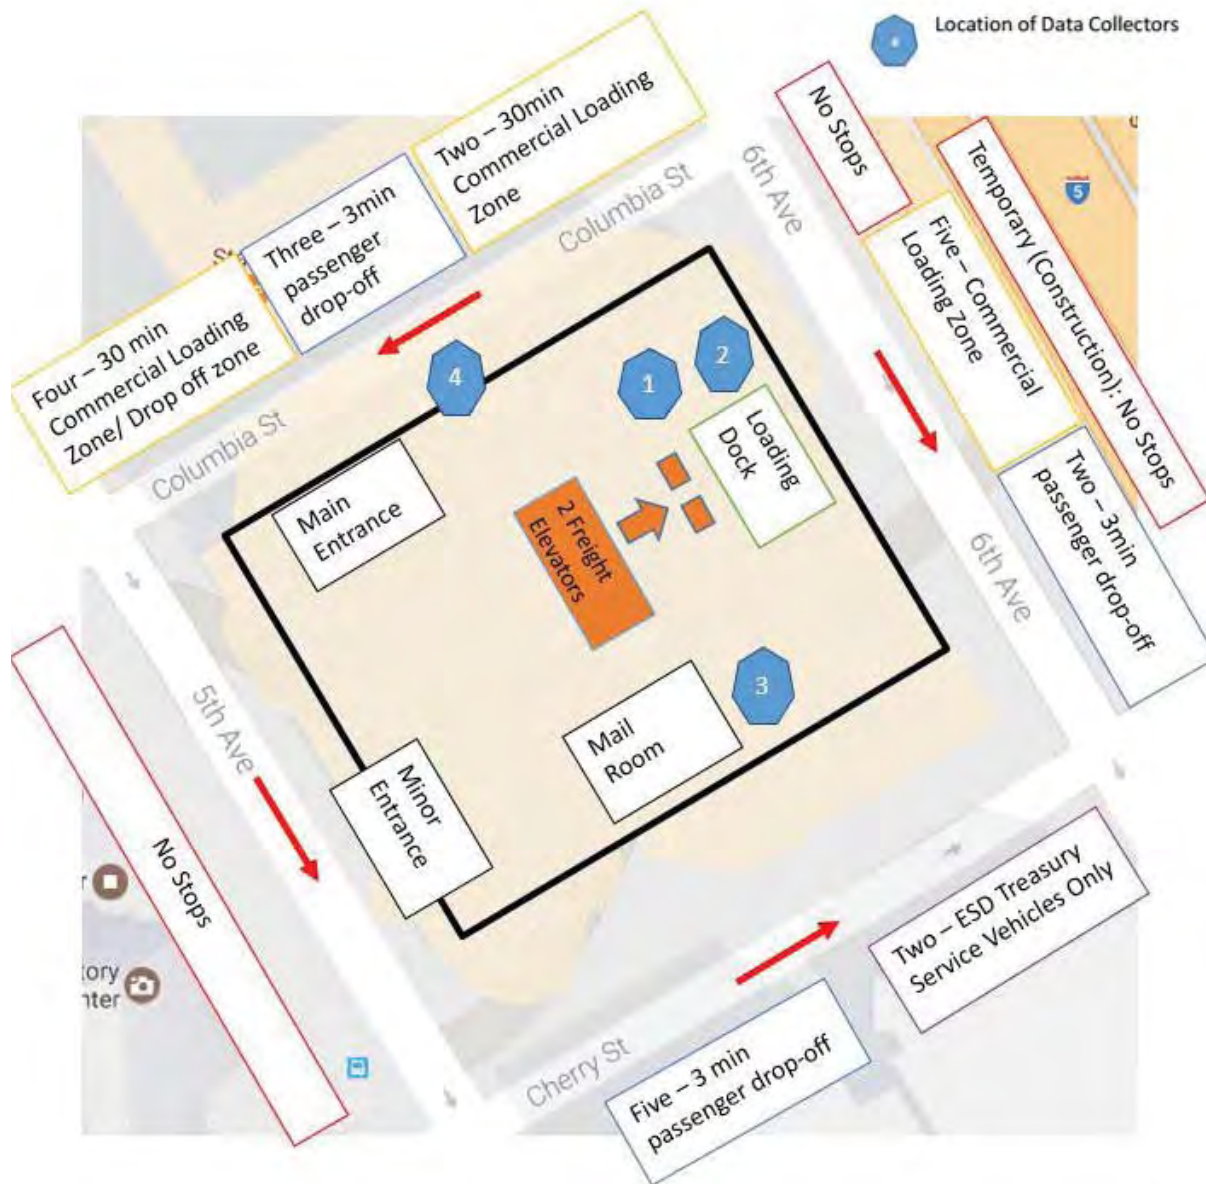 Location of Data Collectors
Two – 30min
Commercial Loading
Zone
Three – 3min
passenger
drop-off
Four – 30 min
Commercial Loading
Zone/ Drop off zone
Columbia St
Columbia St
6th Ave
No Stops
Temporary (Construction): No Stops
5
Five – Commercial
Loading Zone
Two – 3min
passenger drop-off
6th Ave
4
1
2
Loading
Dock
Main
Entrance
2 Freight
Elevators
3
Mail
Room
Minor
Entrance
5th Ave
No Stops
r
tory
nter
Cherry St
Two – ESD Treasury
Service Vehicles Only
Five – 3 min
passenger drop-off